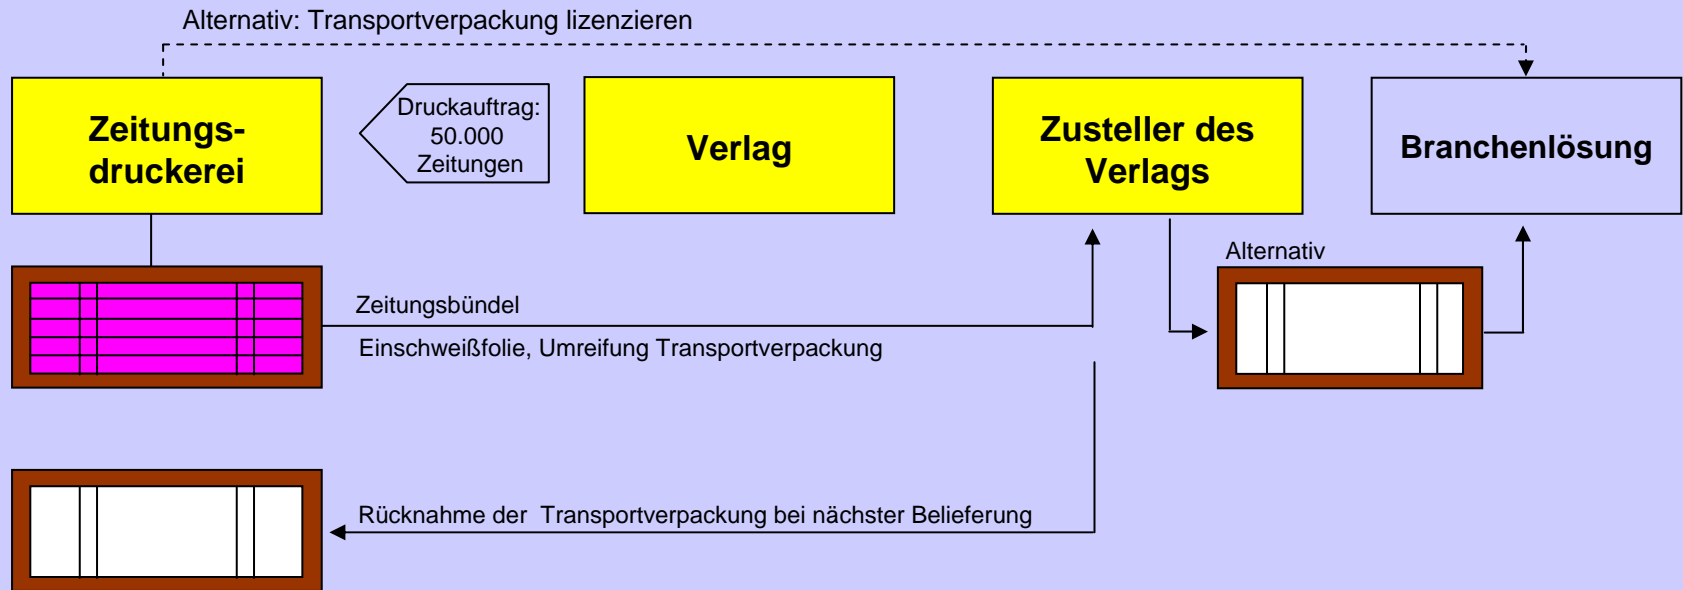 Alternativ: Transportverpackung lizenzieren
Zeitungs-
druckerei
Druckauftrag:
50.000
Zeitungen
Verlag
Zusteller des
Verlags
Branchenlösung
Alternativ
Zeitungsbündel
Einschweißfolie, Umreifung Transportverpackung
Rücknahme der  Transportverpackung bei nächster Belieferung